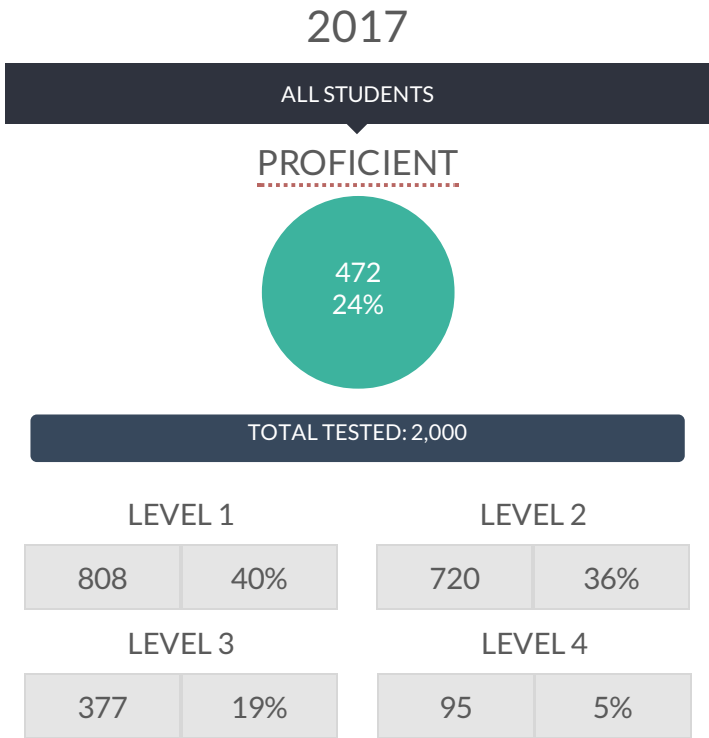 2017
ALL STUDENTS
PROFICIENT
472
24%
TOTAL TESTED: 2,000
LEVEL 1 LEVEL 2
808 40% 720 36%
LEVEL 3 LEVEL 4
377 19% 95 5%